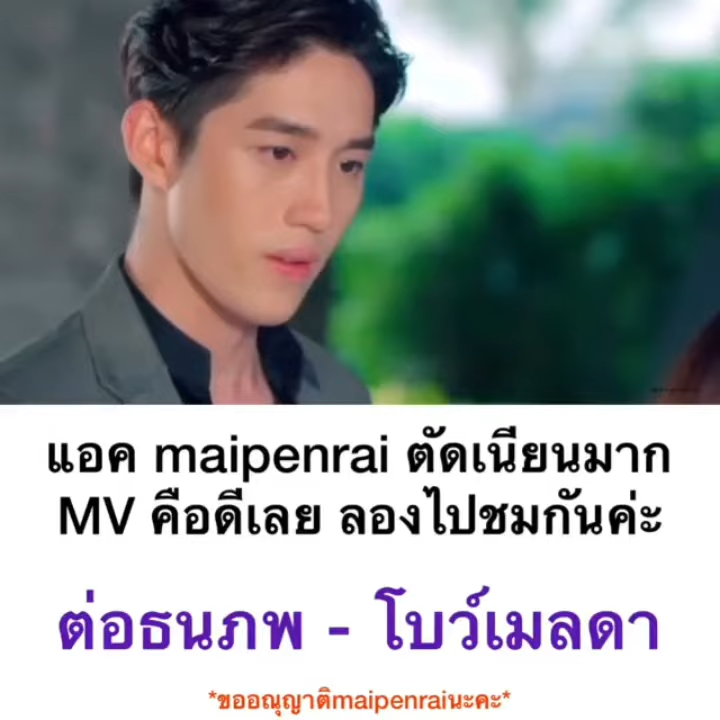 แอค maipenrai ตัดเนียนมาก
MV คือดีเลย ลองไปชมกันค่ะ
ต่อธนภพ - โบว์เมลดา
*ขออณุญาติmaipenraiนะคะ*